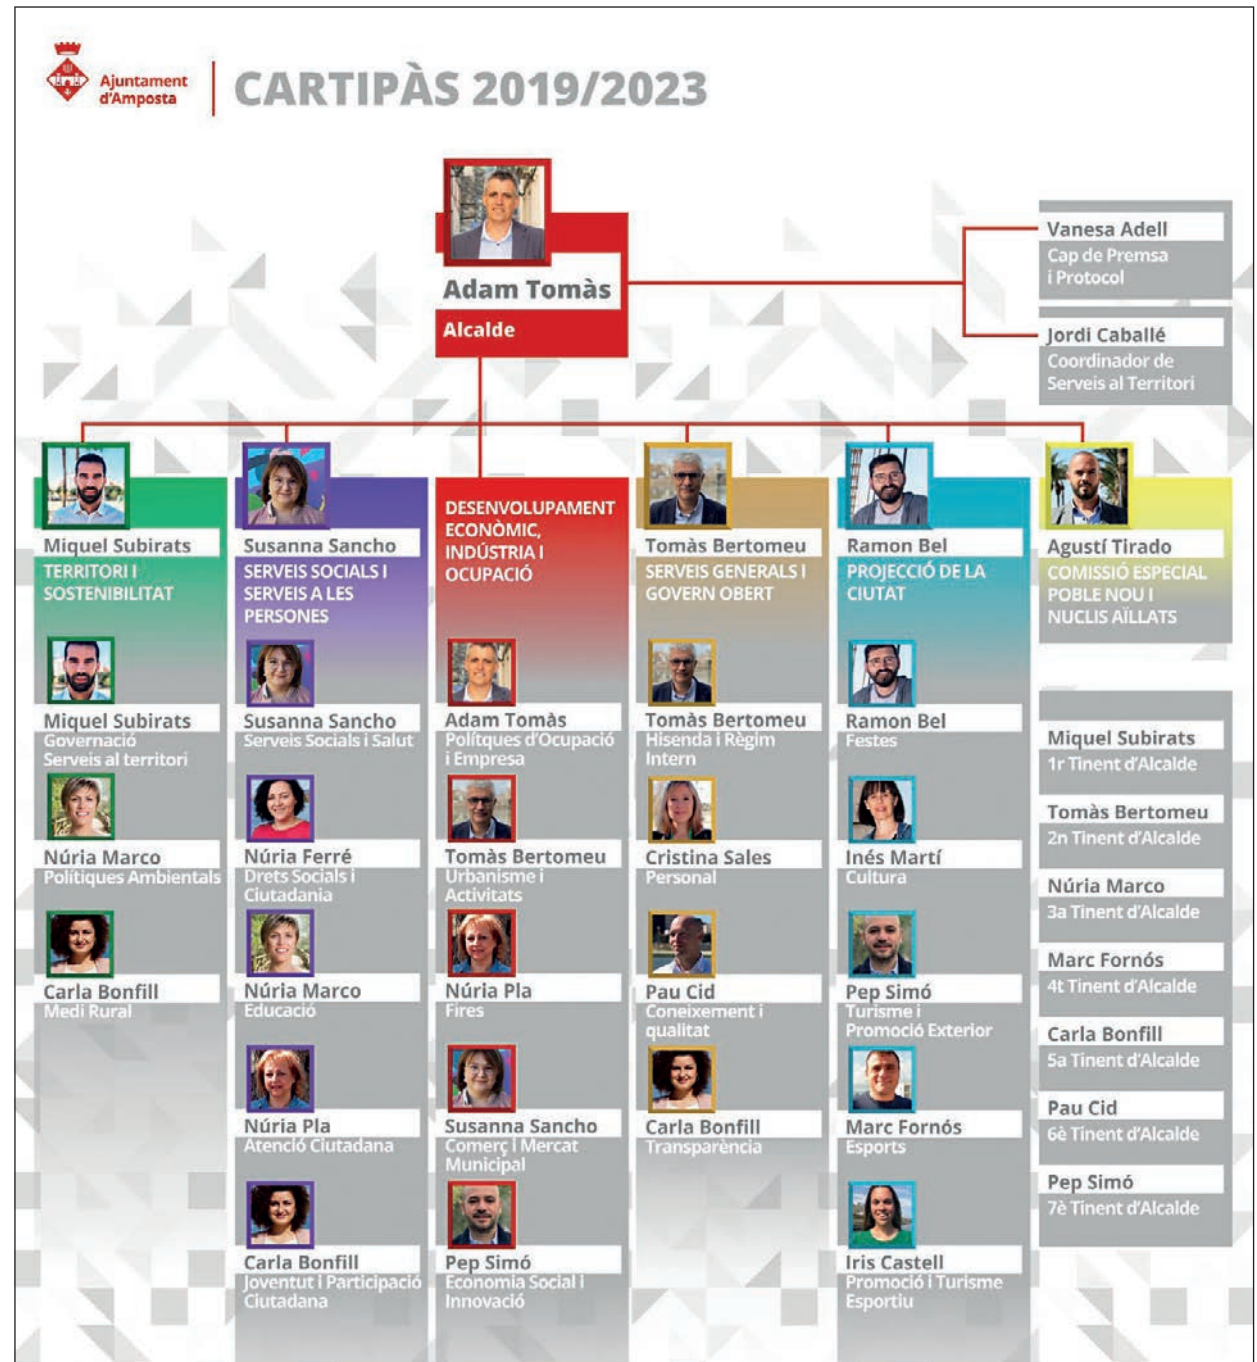 Ajuntament
d'Amposta
CARTIPÀS 2019/2023
Adam Tomàs
Alcalde
Vanesa Adell
Cap de Premsa
i Protocol
Jordi Caballé
Coordinador de
Serveis al Territori
Miquel Subirats
TERRITORI I
SOSTENIBILITAT
Miquel Subirats
Governació
Serveis al territori
Núria Marco
Polítiques Ambientals
Carla Bonfill
Medi Rural
Susanna Sancho
SERVEIS SOCIALS I
SERVEIS A LES
PERSONES
Susanna Sancho
Serveis Socials i Salut
Núria Ferré
Drets Socials i
Ciutadania
Núria Marco
Educació
Núria Pla
Atenció Ciutadana
Carla Bonfill
Joventut i Participació
Ciutadana
DESENVOLUPAMENT
ECONÒMIC,
INDÚSTRIA I
OCUPACIÓ
Adam Tomàs
Polítques d'Ocupació
i Empresa
Tomàs Bertomeu
Urbanisme i
Activitats
Núria Pla
Fires
Susanna Sancho
Comerç i Mercat
Municipal
Pep Simó
Economia Social i
Innovació
Tomàs Bertomeu
SERVEIS GENERALS I
GOVERN OBERT
Tomàs Bertomeu
Hisenda i Règim
Intern
Cristina Sales
Personal
Pau Cid
Coneixement i
qualitat
Carla Bonfill
Transparència
Ramon Bel
PROJECCIÓ DE LA
CIUTAT
Ramon Bel
Festes
Inés Martí
Cultura
Pep Simó
Turisme i
Promoció Exterior
Marc Fornós
Esports
Iris Castell
Promoció i Turisme
Esportiu
Agustí Tirado
COMISSIÓ ESPECIAL
POBLE NOU I
NUCLIS AÏLLATS
Miquel Subirats
1r Tinent d'Alcalde
Tomàs Bertomeu
2n Tinent d'Alcalde
Núria Marco
3a Tinent d'Alcalde
Marc Fornós
4t Tinent d'Alcalde
Carla Bonfill
5a Tinent d'Alcalde
Pau Cid
6è Tinent d'Alcalde
Pep Simó
7è Tinent d'Alcalde